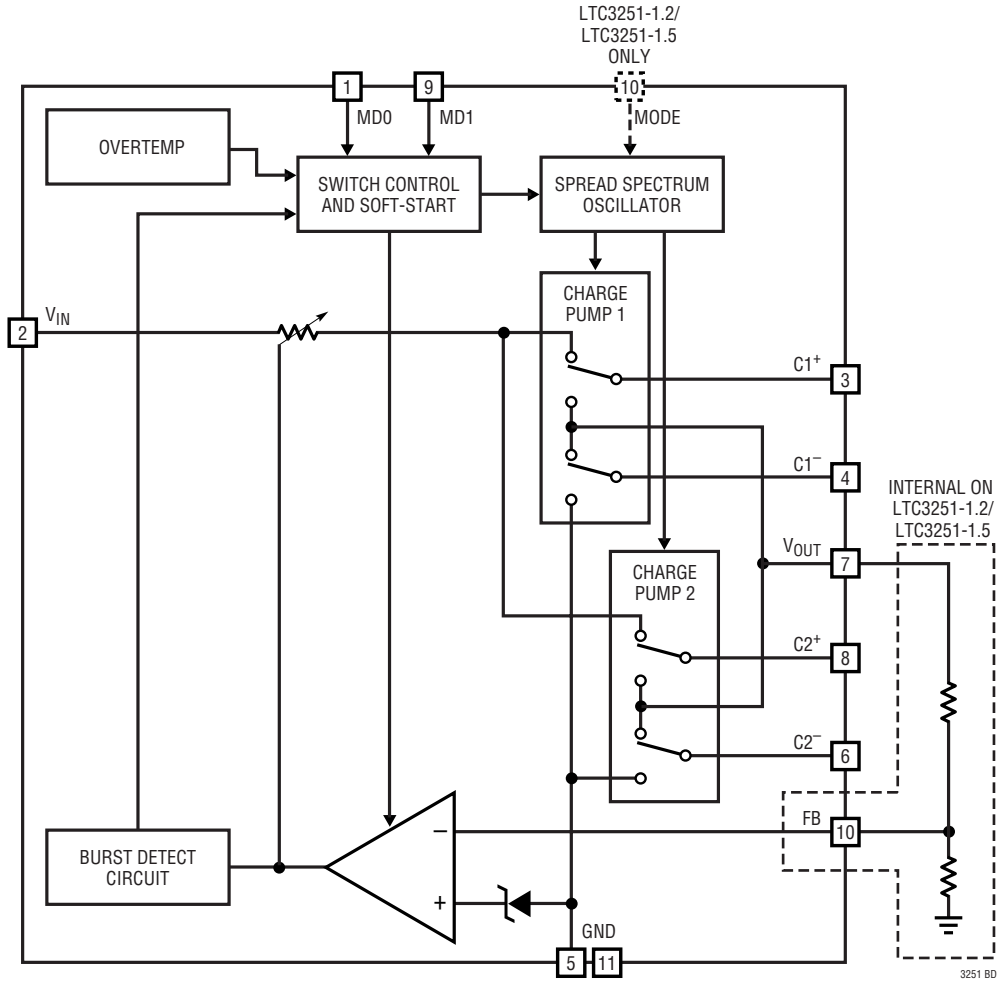 LTC3251-1.2/
LTC3251-1.5
ONLY
1
9
10
MD0
MD1
MODE
OVERTEMP
SWITCH CONTROL
AND SOFT-START
SPREAD SPECTRUM
OSCILLATOR
CHARGE
PUMP 1
2
VIN
C1+
3
C1–
4
INTERNAL ON
LTC3251-1.2/
LTC3251-1.5
VOUT
7
CHARGE
PUMP 2
C2+
8
C2–
6
FB
10
–
+
BURST DETECT
CIRCUIT
GND
5
11
3251 BD